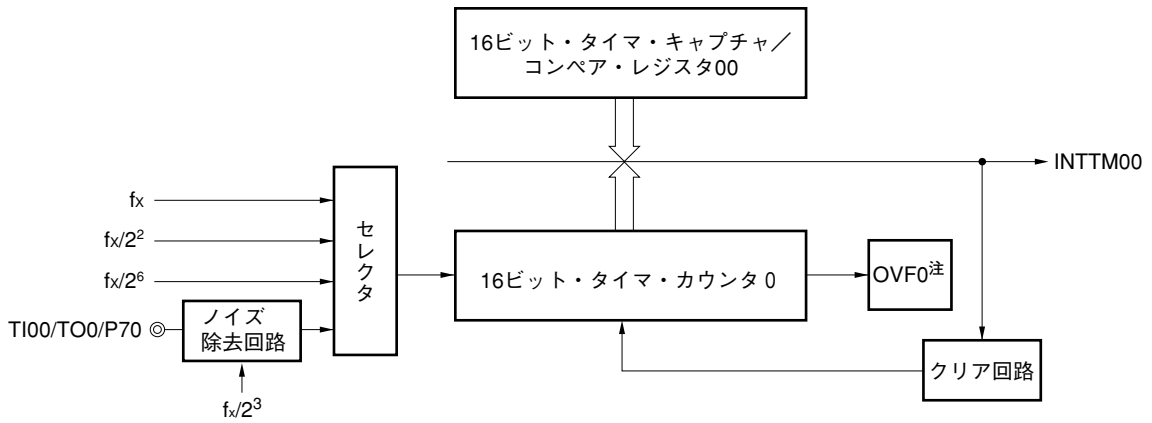 16ビット・タイマ・キャプチャ／
コンペア・レジスタ00
INTTM00
fx
fx/2²
fx/2⁶
セレクタ
16ビット・タイマ・カウンタ0
OVF0注
TI00/TO0/P70
ノイズ
除去回路
クリア回路
fx/2³